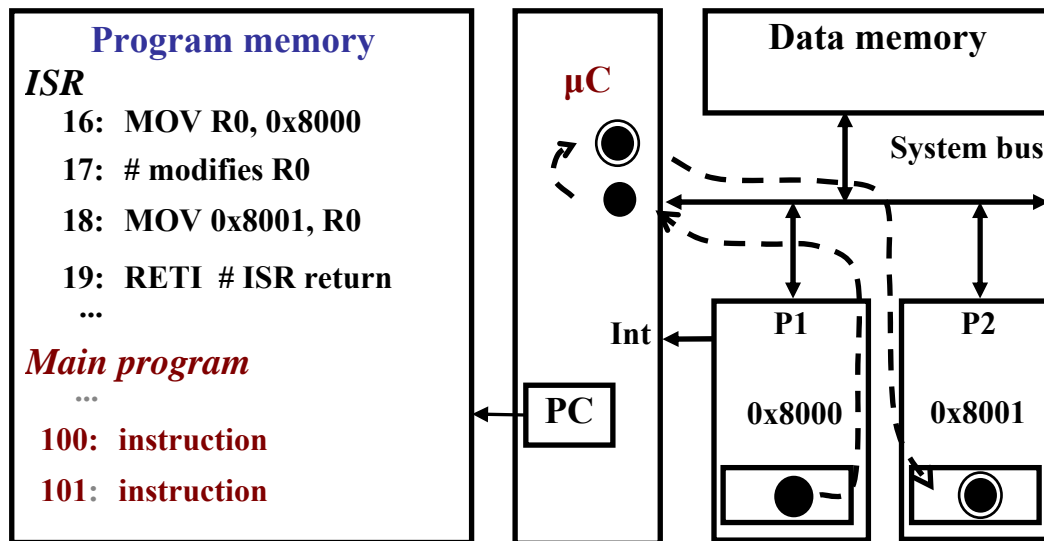 Program memory
ISR
16: MOV R0, 0x8000
17: # modifies R0
18: MOV 0x8001, R0
19: RETI # ISR return
...
Main program
...
100: instruction
101: instruction
μC
Int
PC
Data memory
System bus
P1
0x8000
P2
0x8001